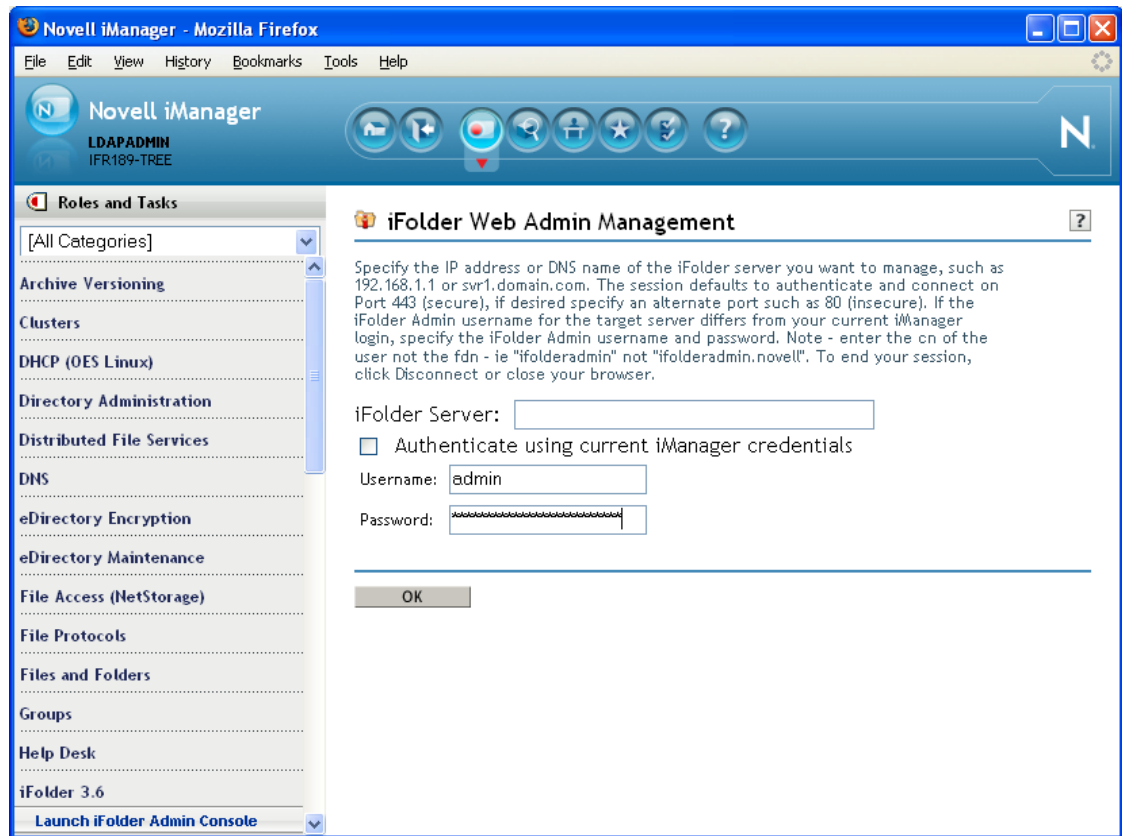 Novell iManager - Mozilla Firefox
File Edit View History Bookmarks Tools Help
Novell iManager
LDAPADMIN
IFR189-TREE
N
N.
?
Roles and Tasks
[All Categories]
Archive Versioning
Clusters
DHCP (OES Linux)
Directory Administration
Distributed File Services
DNS
eDirectory Encryption
eDirectory Maintenance
File Access (NetStorage)
File Protocols
Files and Folders
Groups
Help Desk
iFolder 3.6
Launch iFolder Admin Console
iFolder Web Admin Management
?
Specify the IP address or DNS name of the iFolder server you want to manage, such as
192.168.1.1 or svr1.domain.com. The session defaults to authenticate and connect on
Port 443 (secure), if desired specify an alternate port such as 80 (insecure). If the
iFolder Admin username for the target server differs from your current iManager
login, specify the iFolder Admin username and password. Note - enter the cn of the
user not the fdn - ie "ifolderadmin" not "ifolderadmin.novell". To end your session,
click Disconnect or close your browser.
iFolder Server:
Authenticate using current iManager credentials
Username: admin
Password:
OK